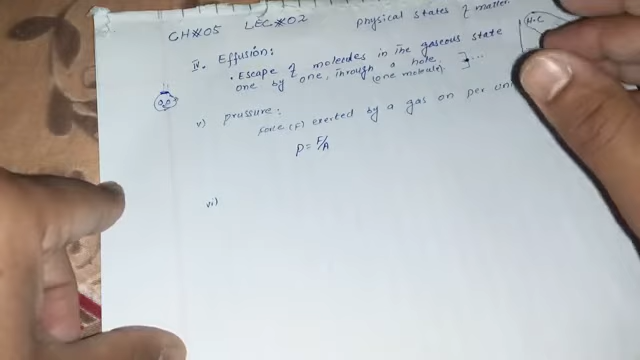 CH#05 LEC#02 Physical states of matter
IV. Effusion:
• Escape of molecules in the gaseous state
one by one, through a hole.
(one molecule).
v) pressure:
Force (F) exerted by a gas on per
P = F/A
vi)